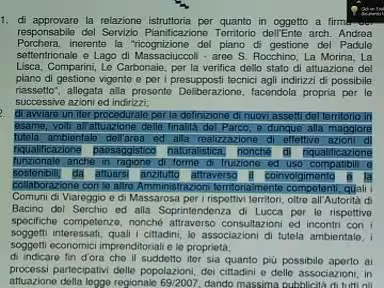 1. di approvare la relazione istruttoria per quanto in oggetto a firma del
responsabile del Servizio Pianificazione Territorio dell'Ente arch. Andrea
Porchera, inerente la "ricognizione del piano di gestione del Padule
settentrionale e Lago di Massaciuccoli - aree S. Rocchino, La Morina, La
Lisca, Comparini, Le Carbonaie, per la verifica dello stato di attuazione del
piano di gestione vigente e per i presupposti tecnici agli indirizzi di possibile
riassetto", allegata alla presente Deliberazione, facendola propria per le
successive azioni ed indirizzi;
2. di avviare un iter procedurale per la definizione di nuovi assetti del territorio in
esame, volti all'attuazione delle finalità del Parco, e dunque alla maggiore
tutela ambientale dell'area ed alla realizzazione di effettive azioni di
riqualificazione paesaggistico naturalistica, nonché di riqualificazione
funzionale anche in ragione di forme di fruizione ed uso compatibili e
sostenibili, da attuarsi anzitutto attraverso il coinvolgimento e la
collaborazione con le altre Amministrazioni territorialmente competenti, quali i
Comuni di Viareggio e di Massarosa per i rispettivi territori, oltre all'Autorità di
Bacino del Serchio ed alla Soprintendenza di Lucca per le rispettive
specifiche competenze, nonché attraverso consultazioni ed incontri con i
soggetti interessati, quali i cittadini, le associazioni di tutela ambientale, i
soggetti economici imprenditoriali e le proprietà;
di indicare fin d'ora che il suddetto iter sia quanto più possibile aperto ai
processi partecipativi delle popolazioni, dei cittadini e delle associazioni, in
attuazione della legge regionale 69/2007, dando massima pubblicità di tutti gli